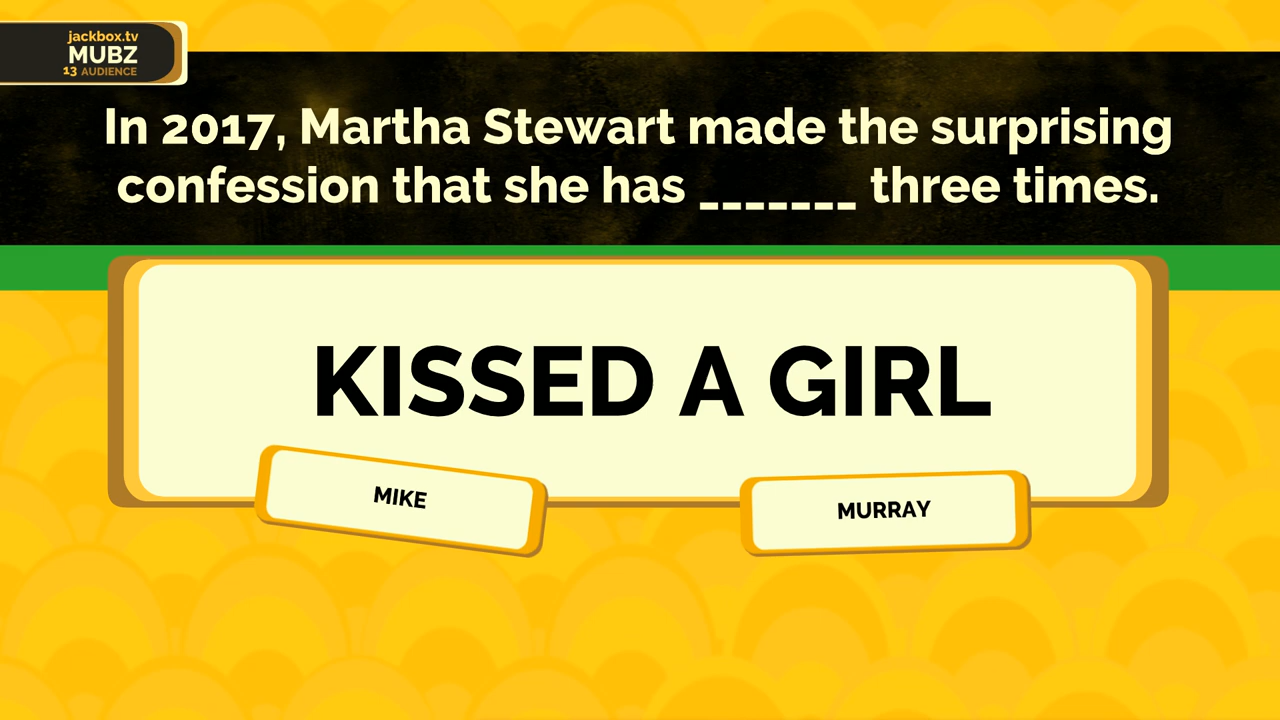 jackbox.tv
MUBZ
13 AUDIENCE
In 2017, Martha Stewart made the surprising
confession that she has _______ three times.
KISSED A GIRL
MIKE
MURRAY